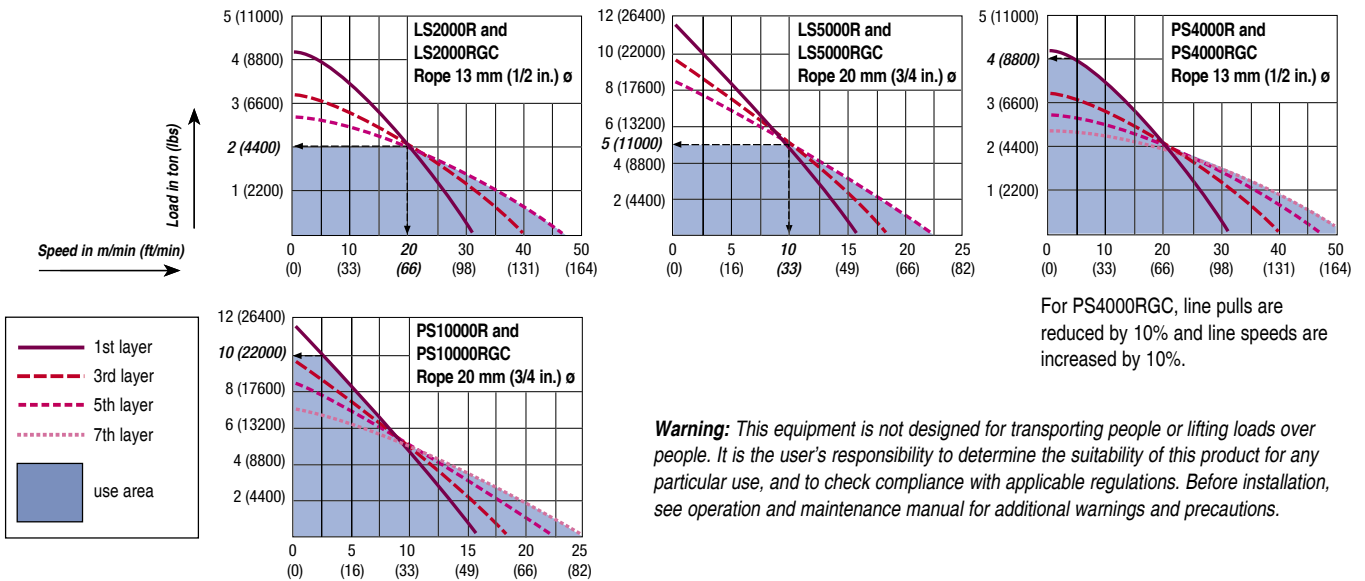 Load in ton (lbs)
Speed in m/min (ft/min)
5 (11000)
4 (8800)
3 (6600)
2 (4400)
1 (2200)
LS2000R and
LS2000RGC
Rope 13 mm (1/2 in.) ø
0 10 20 30 40 50
(0) (33) (66) (98) (131) (164)
12 (26400)
10 (22000)
8 (17600)
6 (13200)
5 (11000)
4 (8800)
2 (4400)
LS5000R and
LS5000RGC
Rope 20 mm (3/4 in.) ø
0 5 10 15 20 25
(0) (16) (33) (49) (66) (82)
5 (11000)
4 (8800)
3 (6600)
2 (4400)
1 (2200)
PS4000R and
PS4000RGC
Rope 13 mm (1/2 in.) ø
0 10 20 30 40 50
(0) (33) (66) (98) (131) (164)
For PS4000RGC, line pulls are
reduced by 10% and line speeds are
increased by 10%.
1st layer
3rd layer
5th layer
7th layer
use area
12 (26400)
10 (22000)
8 (17600)
6 (13200)
4 (8800)
2 (4400)
PS10000R and
PS10000RGC
Rope 20 mm (3/4 in.) ø
0 5 10 15 20 25
(0) (16) (33) (49) (66) (82)
Warning: This equipment is not designed for transporting people or lifting loads over
people. It is the user's responsibility to determine the suitability of this product for any
particular use, and to check compliance with applicable regulations. Before installation,
see operation and maintenance manual for additional warnings and precautions.